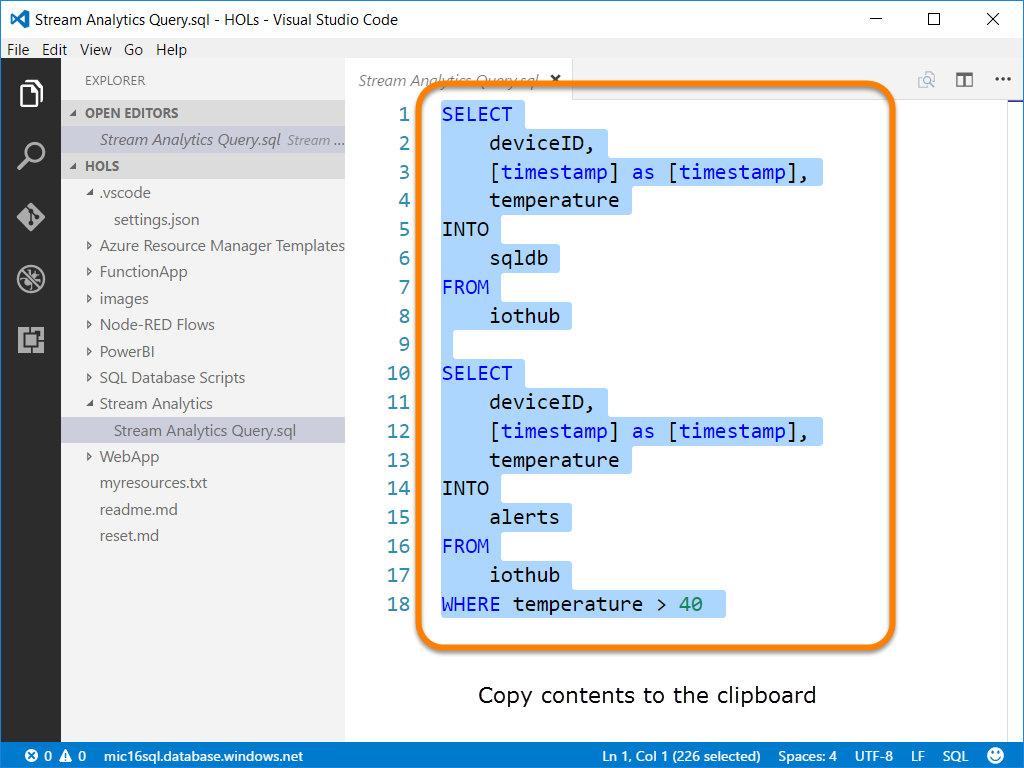 Stream Analytics Query.sql - HOLs - Visual Studio Code
File Edit View Go Help
EXPLORER
OPEN EDITORS
Stream Analytics Query.sql Stream ...
HOLS
.vscode
settings.json
Azure Resource Manager Templates
FunctionApp
images
Node-RED Flows
PowerBI
SQL Database Scripts
Stream Analytics
Stream Analytics Query.sql
WebApp
myresources.txt
readme.md
reset.md
Stream Analytics Query.sql
1 SELECT
2 deviceID,
3 [timestamp] as [timestamp],
4 temperature
5 INTO
6 sqldb
7 FROM
8 iothub
9
10 SELECT
11 deviceID,
12 [timestamp] as [timestamp],
13 temperature
14 INTO
15 alerts
16 FROM
17 iothub
18 WHERE temperature > 40
Copy contents to the clipboard
0 0 mic16sql.database.windows.net Ln 1, Col 1 (226 selected) Spaces: 4 UTF-8 LF SQL